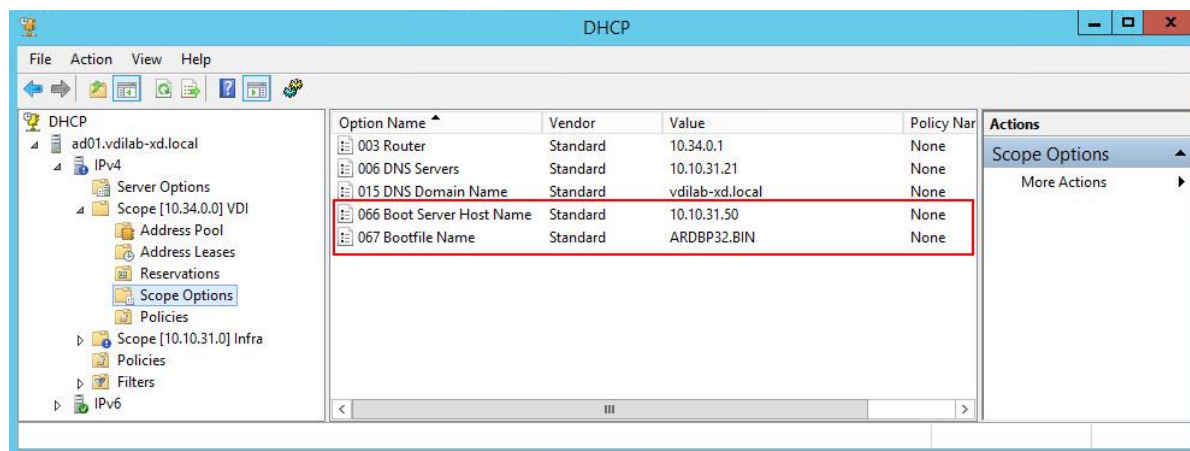 DHCP
File Action View Help
DHCP
ad01.vdilab-xd.local
IPv4
Server Options
Scope [10.34.0.0] VDI
Address Pool
Address Leases
Reservations
Scope Options
Policies
Scope [10.10.31.0] Infra
Policies
Filters
IPv6
Option Name Vendor Value Policy Nar
003 Router Standard 10.34.0.1 None
006 DNS Servers Standard 10.10.31.21 None
015 DNS Domain Name Standard vdilab-xd.local None
066 Boot Server Host Name Standard 10.10.31.50 None
067 Bootfile Name Standard ARDBP32.BIN None
Actions
Scope Options
More Actions